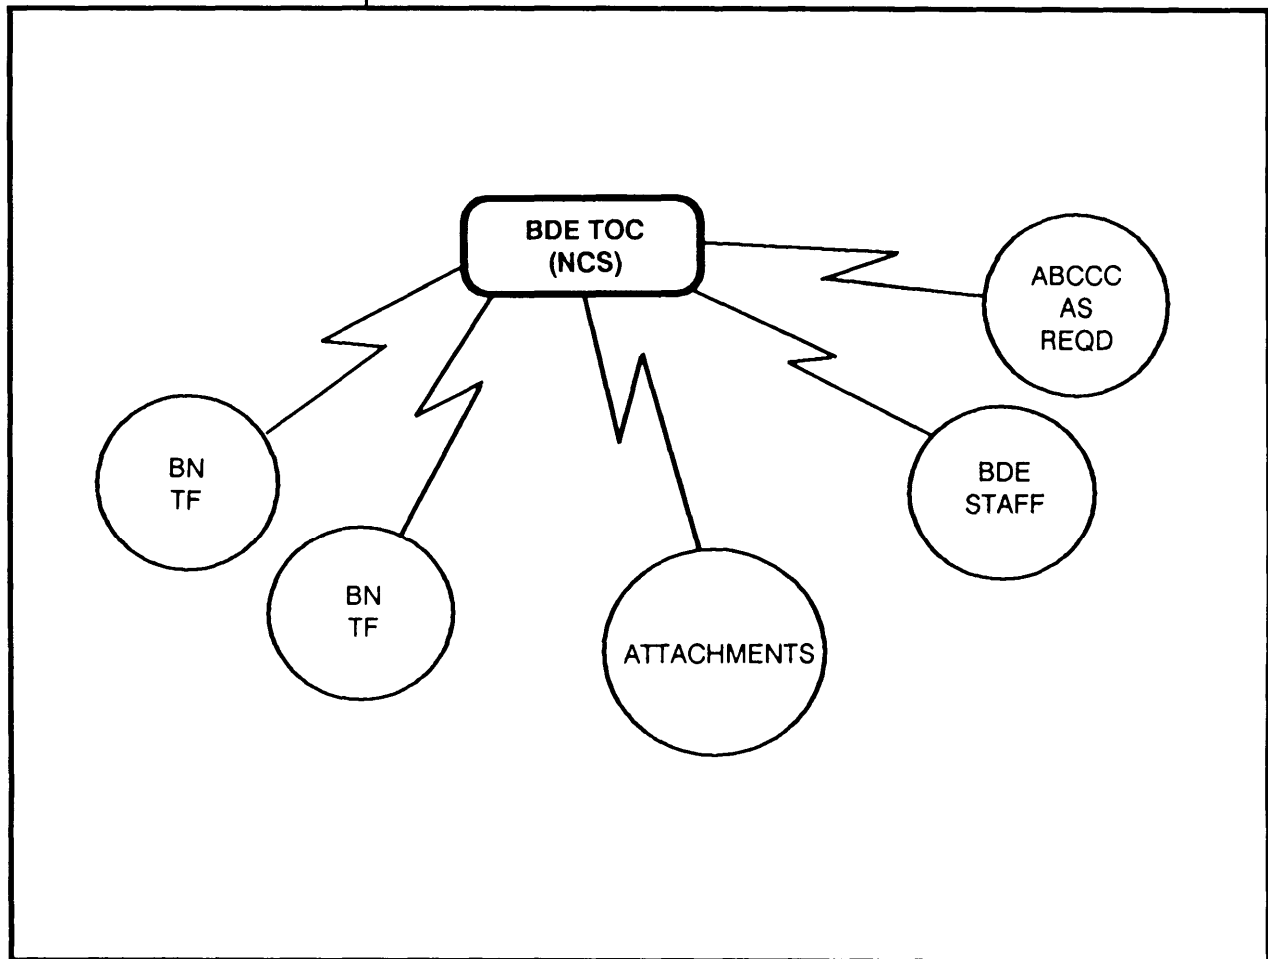 BDE TOC
(NCS)
ABCCC
AS
REQD
BN
TF
BDE
STAFF
BN
TF
ATTACHMENTS